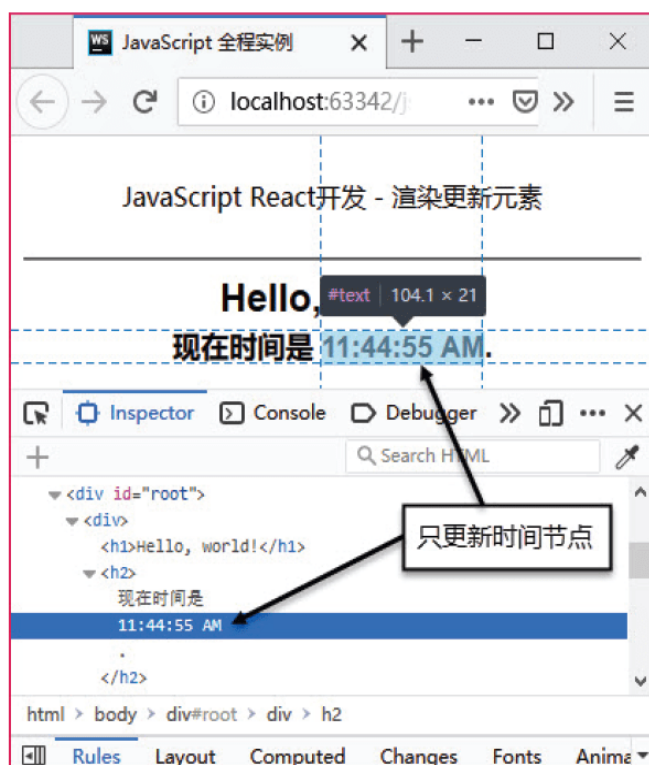 WS JavaScript 全程实例
localhost:63342/j
JavaScript React开发 - 渲染更新元素
Hello,
#text 104.1 × 21
现在时间是 11:44:55 AM.
Inspector Console Debugger
Search HTML
<div id="root">
<div>
<h1>Hello, world!</h1>
只更新时间节点
<h2>
现在时间是
11:44:55 AM
.
</h2>
html > body > div#root > div > h2
Rules Layout Computed Changes Fonts Anima